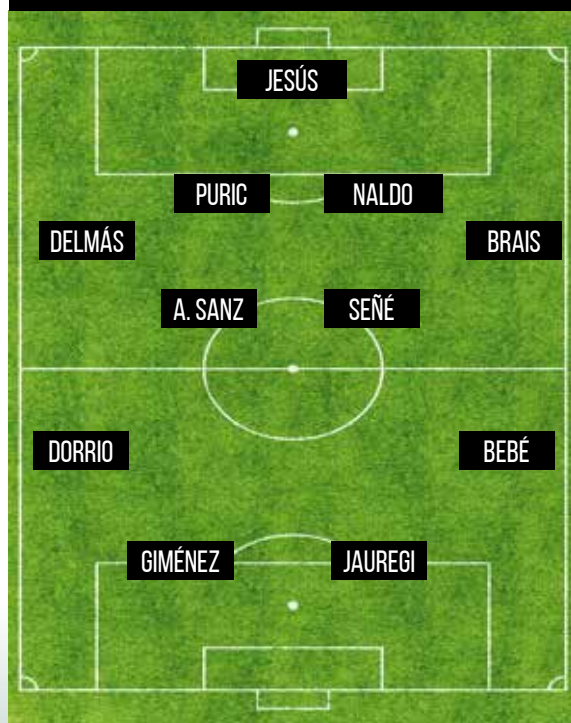 JESÚS
PURIC
NALDO
DELMÁS
BRAIS
A. SANZ
SEÑÉ
DORRIO
BEBÉ
GIMÉNEZ
JAUREGI